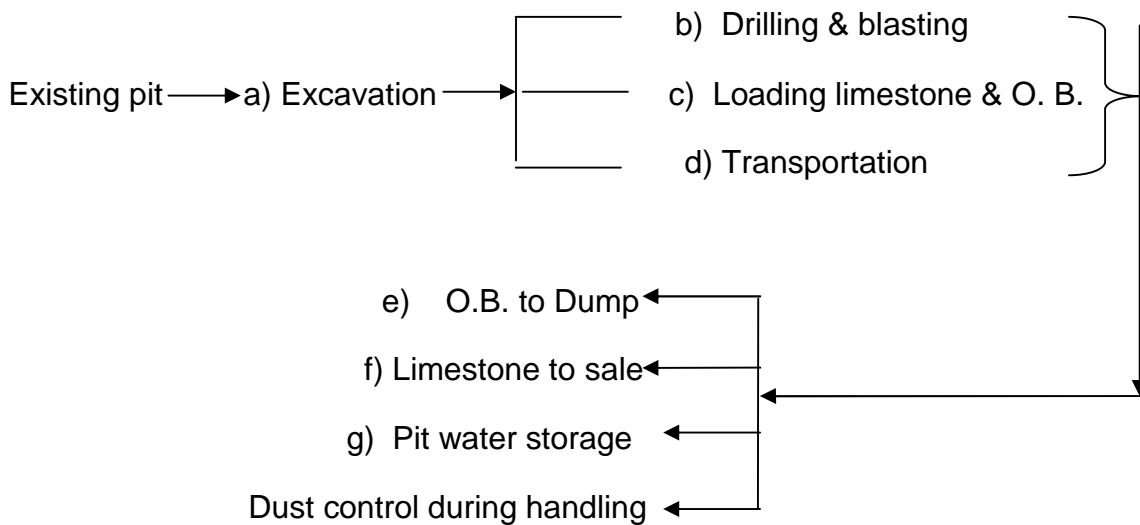 b) Drilling & blasting
Existing pit a) Excavation c) Loading limestone & O. B.
d) Transportation
e) O.B. to Dump
f) Limestone to sale
g) Pit water storage
Dust control during handling